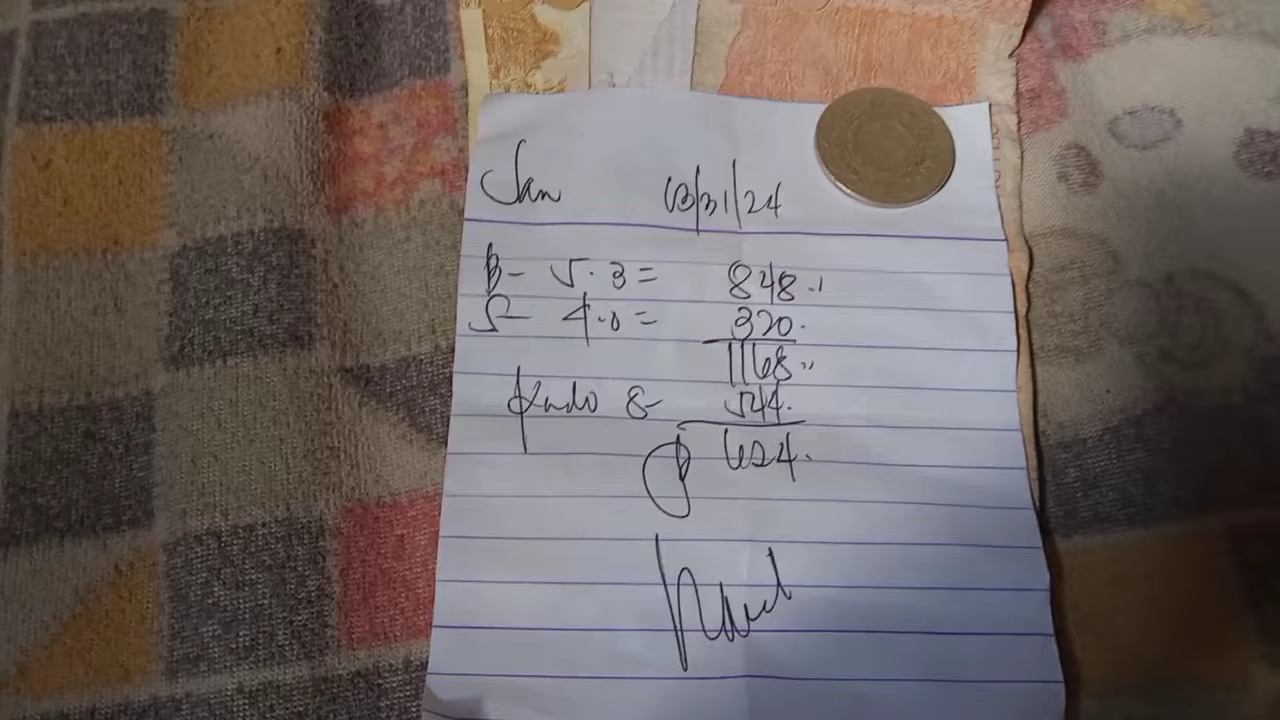 Jan 03/31/24
B- 5.3 = 848.
S- 4.0 = 320.
1168.
8- 544.
₱ 624.
Paid